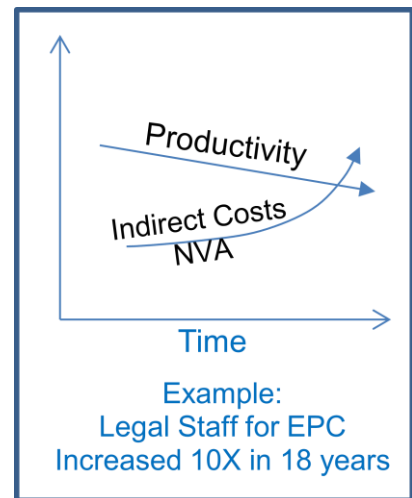 Productivity
Indirect Costs
NVA
Time
Example:
Legal Staff for EPC
Increased 10X in 18 years